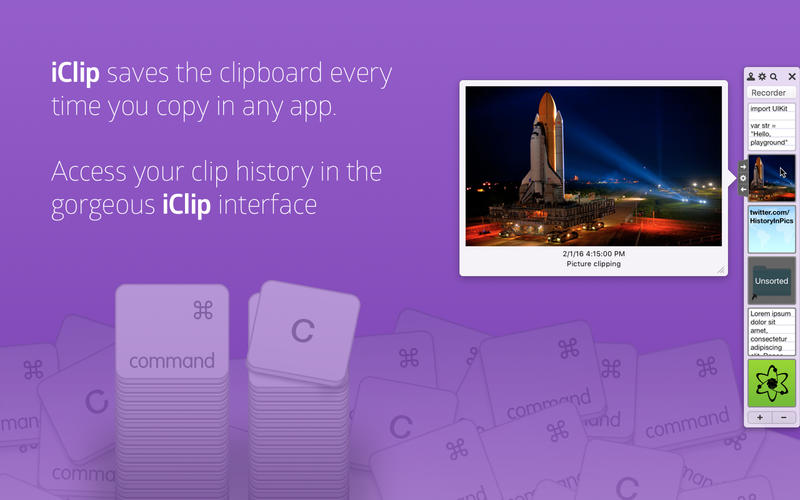 iClip saves the clipboard every
time you copy in any app.
Access your clip history in the
gorgeous iClip interface
2/1/16 4:15:00 PM
Picture clipping
Recorder
import UIKit
var str =
"Hello,
playground"
twitter.com/
HistoryInPics
Unsorted
Lorem ipsum
dolor sit
amet,
consectetur
adipiscing
⌘
command
C
⌘
C
⌘
command
⌘
command
C
⌘
command
C
⌘
command
⌘
C